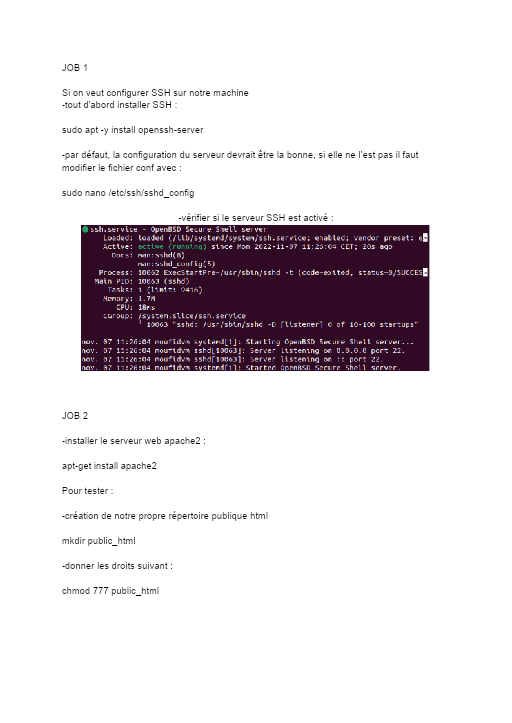 JOB 1
Si on veut configurer SSH sur notre machine
-tout d'abord installer SSH :
sudo apt -y install openssh-server
-par défaut, la configuration du serveur devrait être la bonne, si elle ne l'est pas il faut
modifier le fichier conf avec :
sudo nano /etc/ssh/sshd_config
-vérifier si le serveur SSH est activé :
ssh.service - OpenBSD Secure Shell server
Loaded: loaded (/lib/systemd/system/ssh.service; enabled; vendor preset: e
Active: active (running) since Mon 2022-11-07 11:26:04 CET; 20s ago
Docs: man:sshd(8)
man:sshd_config(5)
Process: 10062 ExecStartPre=/usr/sbin/sshd -t (code=exited, status=0/SUCCES
Main PID: 10063 (sshd)
Tasks: 1 (limit: 9416)
Memory: 1.7M
CPU: 18ms
CGroup: /system.slice/ssh.service
10063 "sshd: /usr/sbin/sshd -D [listener] 0 of 10-100 startups"
nov. 07 11:26:04 moufidvm systemd[1]: Starting OpenBSD Secure Shell server...
nov. 07 11:26:04 moufidvm sshd[10063]: Server listening on 0.0.0.0 port 22.
nov. 07 11:26:04 moufidvm sshd[10063]: Server listening on :: port 22.
nov. 07 11:26:04 moufidvm systemd[1]: Started OpenBSD Secure Shell server.
JOB 2
-installer le serveur web apache2 :
apt-get install apache2
Pour tester :
-création de notre propre répertoire publique html
mkdir public_html
-donner les droits suivant :
chmod 777 public_html